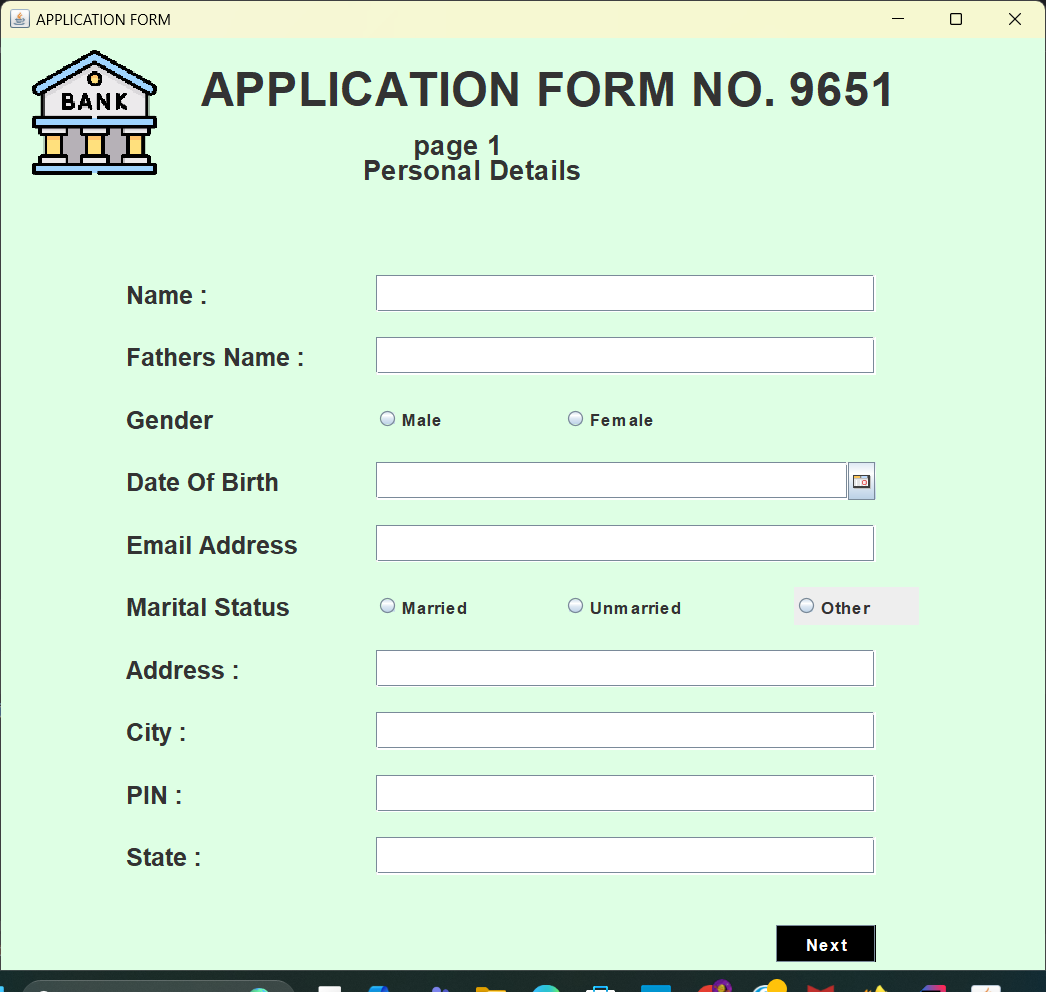 APPLICATION FORM
BANK
APPLICATION FORM NO. 9651
page 1
Personal Details
Name :
Fathers Name :
Gender Male Female
Date Of Birth
Email Address
Marital Status Married Unmarried Other
Address :
City :
PIN :
State :
Next